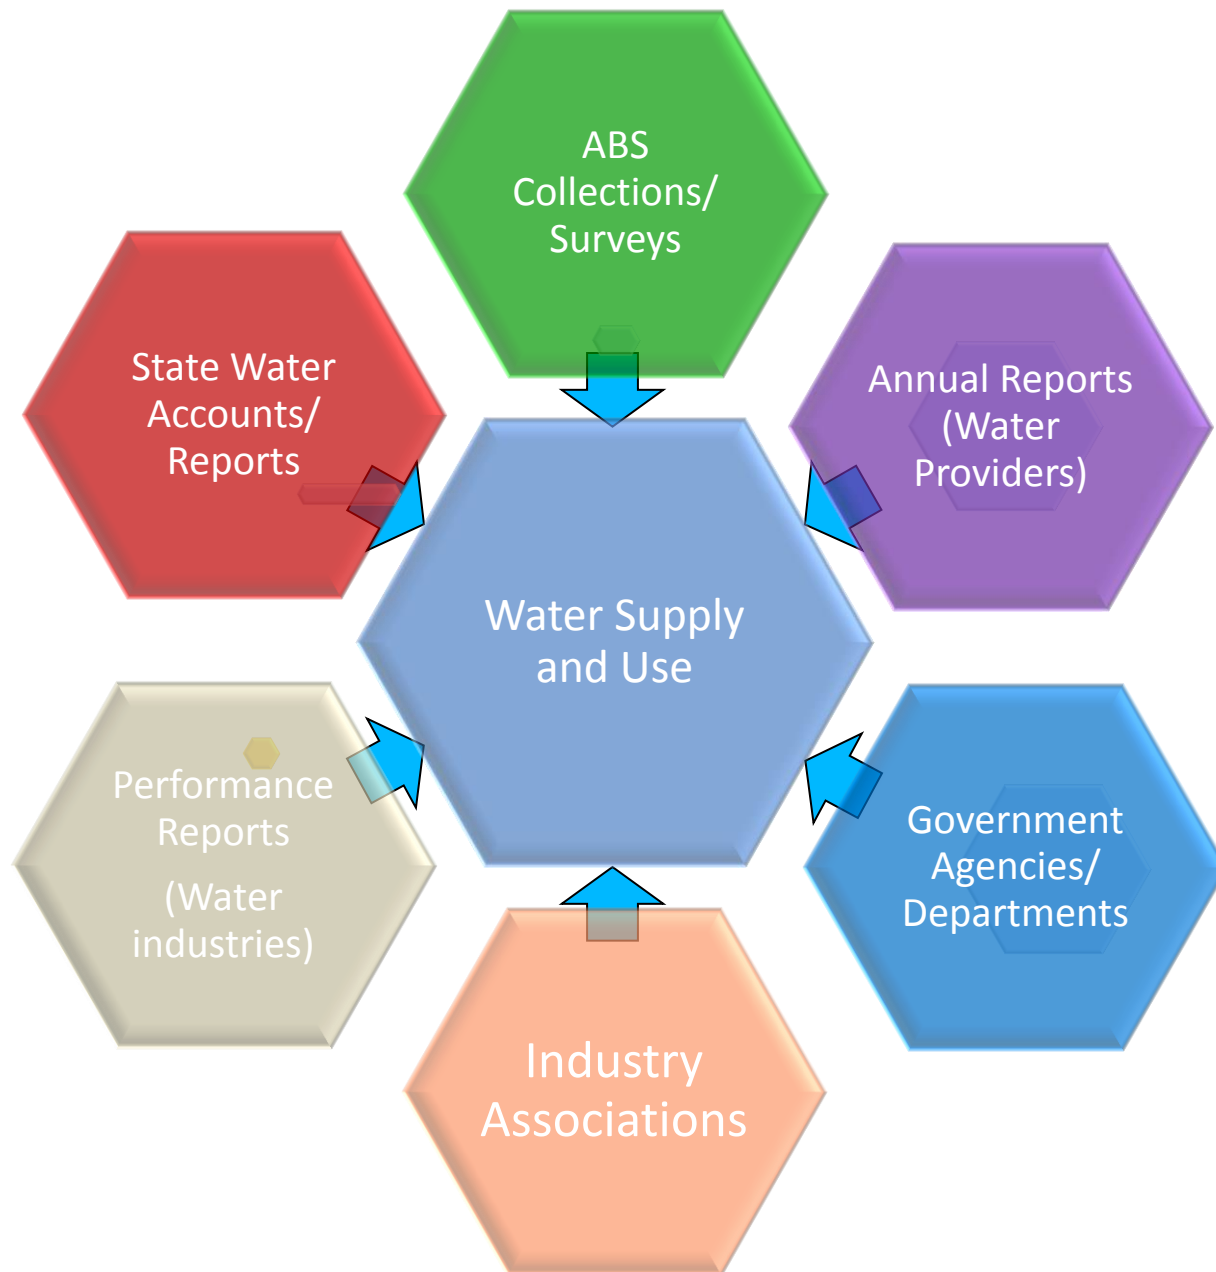 ABS
Collections/
Surveys
State Water
Accounts/
Reports
Annual Reports
(Water
Providers)
Water Supply
and Use
Performance
Reports
(Water
industries)
Government
Agencies/
Departments
Industry
Associations